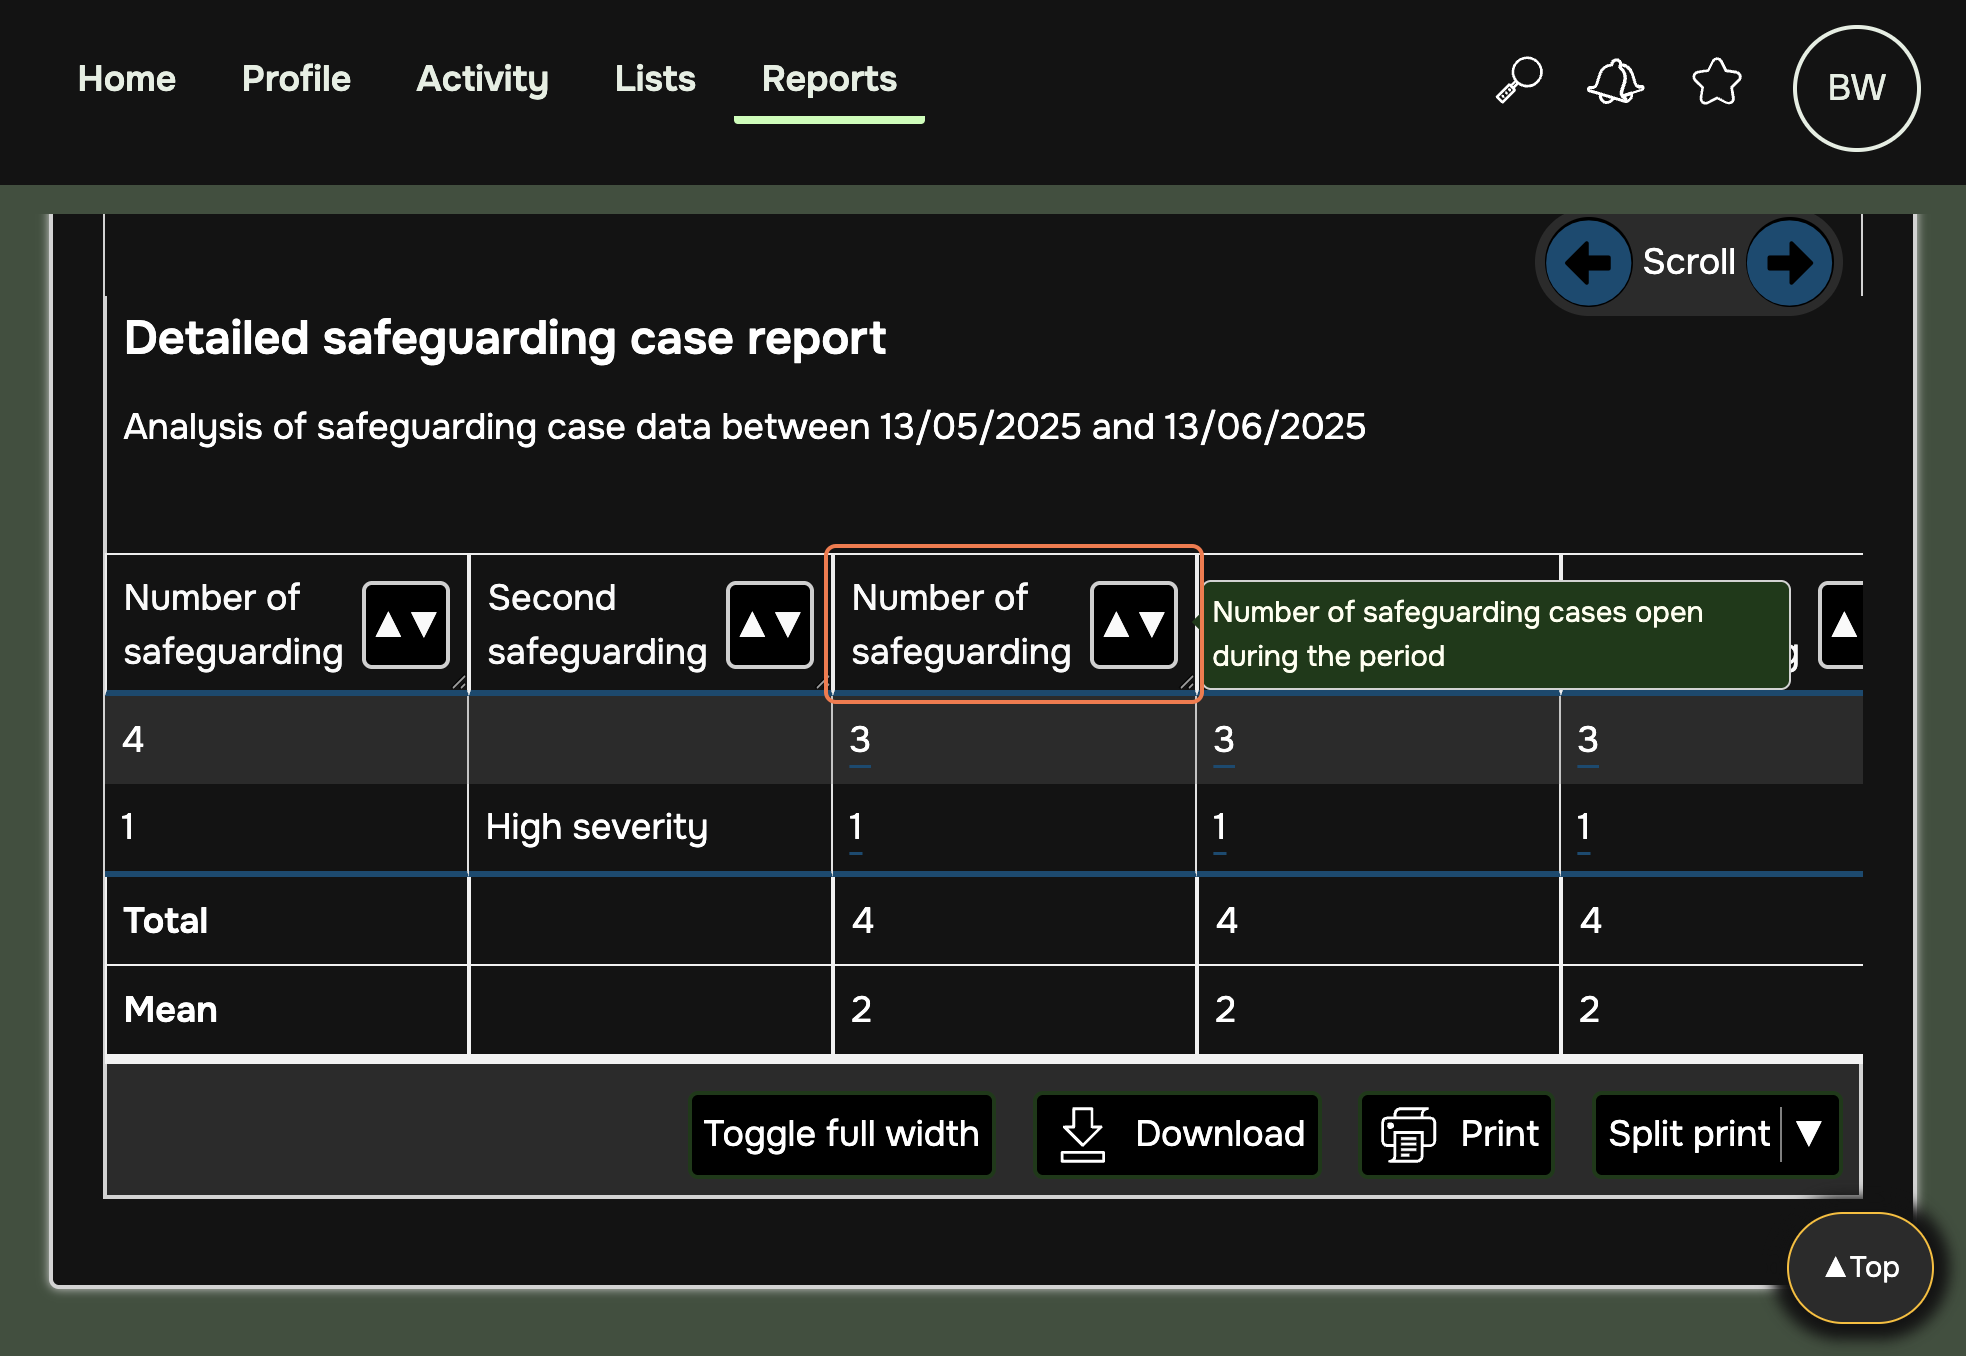 Home Profile Activity Lists Reports BW
Scroll
Detailed safeguarding case report
Analysis of safeguarding case data between 13/05/2025 and 13/06/2025
Number of safeguarding ▲▼ Second safeguarding ▲▼ Number of safeguarding ▲▼ ▲
Number of safeguarding cases open
during the period
4 3 3 3
1 High severity 1 1 1
Total 4 4 4
Mean 2 2 2
Toggle full width Download Print Split print ▼
▲Top